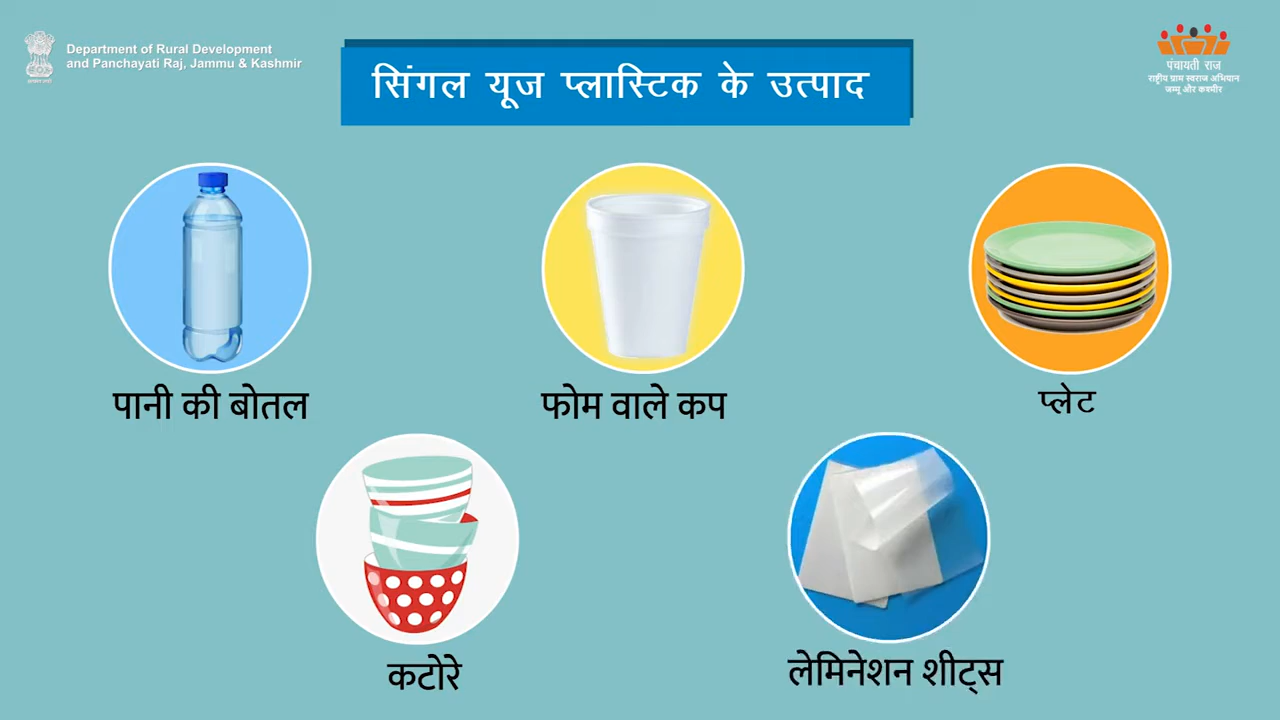 Department of Rural Development
and Panchayati Raj, Jammu & Kashmir
सिंगल यूज प्लास्टिक के उत्पाद
पंचायती राज
राष्ट्रीय ग्राम स्वराज अभियान
जम्मू और कश्मीर
पानी की बोतल
फोम वाले कप
प्लेट
कटोरे
लेमिनेशन शीट्स